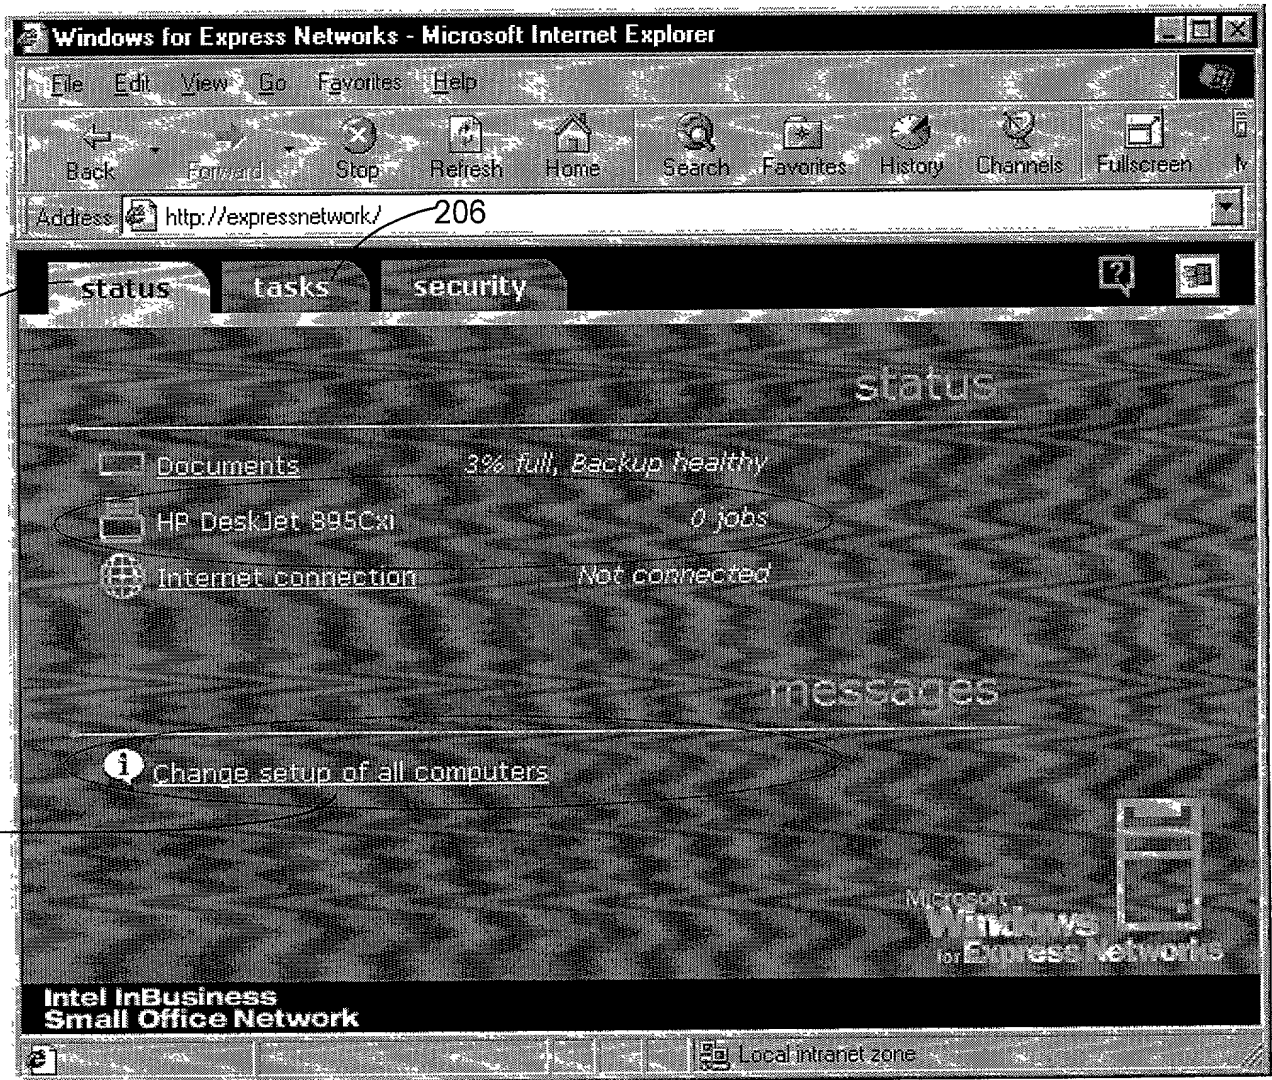 Windows for Express Networks - Microsoft Internet Explorer
File Edit View Go Favorites Help
Back Forward Stop Refresh Home Search Favorites History Channels Fullscreen M
Address http://expressnetwork/ 206
status tasks security
status
Documents 3% full, Backup healthy
HP DeskJet 895Cxi 0 jobs
Internet connection Not connected
messages
Change setup of all computers
Microsoft
Windows
for Express Networks
Intel InBusiness
Small Office Network
Local intranet zone